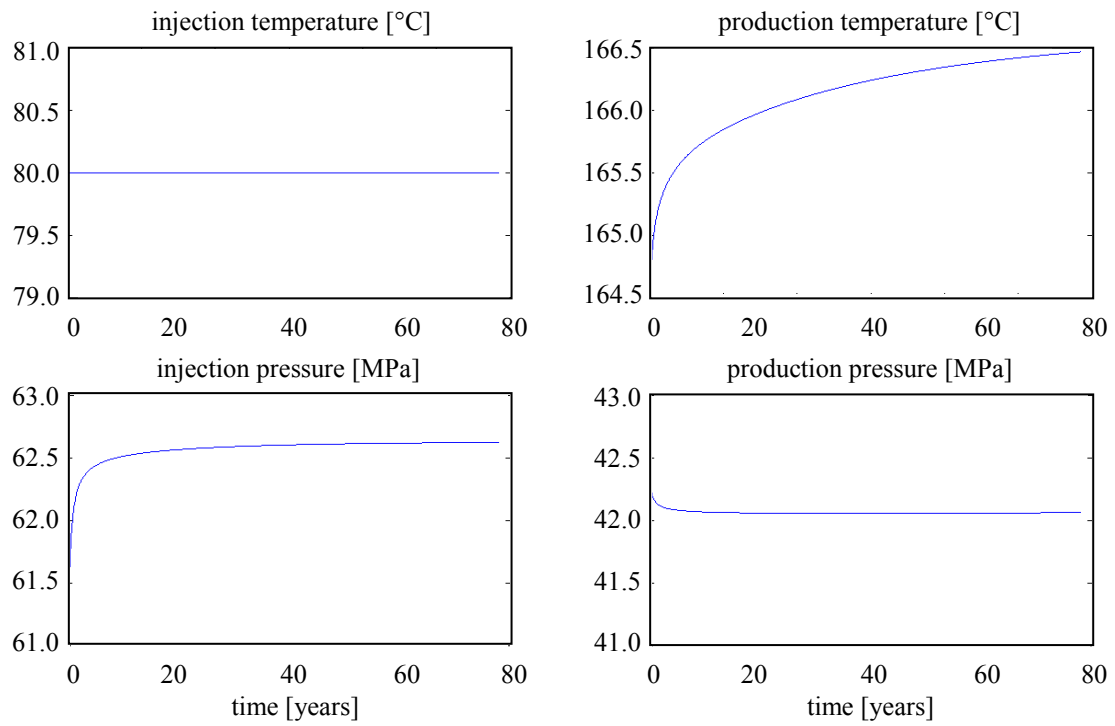 injection temperature [°C]
81.0
80.5
80.0
79.5
79.0
0 20 40 60 80
production temperature [°C]
166.5
166.0
165.5
165.0
164.5
0 20 40 60 80
injection pressure [MPa]
63.0
62.5
62.0
61.5
61.0
0 20 40 60 80
time [years]
production pressure [MPa]
43.0
42.5
42.0
41.5
41.0
0 20 40 60 80
time [years]